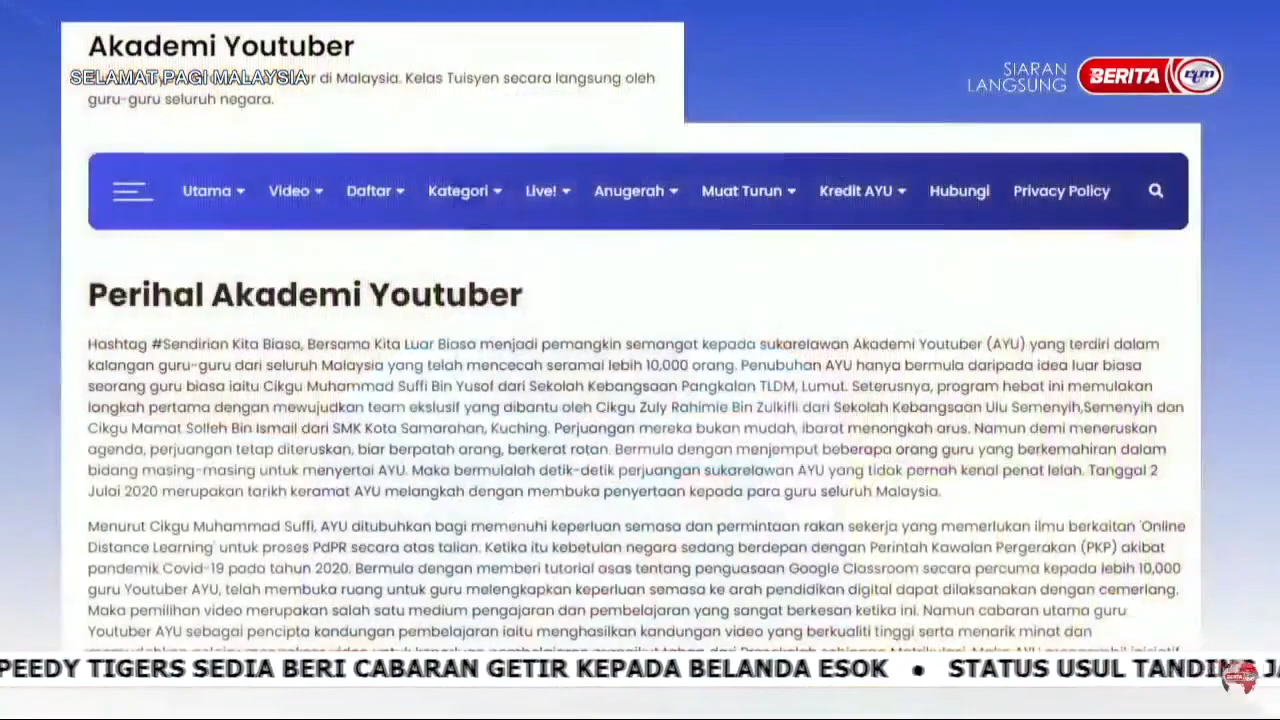 Akademi Youtuber
SELAMAT PAGI MALAYSIA
di Malaysia. Kelas Tuisyen secara langsung oleh
guru-guru seluruh negara.
SIARAN
LANGSUNG
BERITA rtm
Utama Video Daftar Kategori Live! Anugerah Muat Turun Kredit AYU Hubungi Privacy Policy
Perihal Akademi Youtuber
Hashtag #Sendirian Kita Biasa, Bersama Kita Luar Biasa menjadi pemangkin semangat kepada sukarelawan Akademi Youtuber (AYU) yang terdiri dalam
kalangan guru-guru dari seluruh Malaysia yang telah mencecah seramai lebih 10,000 orang. Penubuhan AYU hanya bermula daripada idea luar biasa
seorang guru biasa iaitu Cikgu Muhammad Suffi Bin Yusof dari Sekolah Kebangsaan Pangkalan TLDM, Lumut. Seterusnya, program hebat ini memulakan
longkah pertama dengan mewujudkan team ekslusif yang dibantu oleh Cikgu Zuly Rahimie Bin Zulkifli dari Sekolah Kebangsaan Ulu Semenyih,Semenyih dan
Cikgu Mamat Solleh Bin Ismail dari SMK Kota Samarahan, Kuching. Perjuangan mereka bukan mudah, ibarat menongkah arus. Namun demi meneruskan
agenda, perjuangan tetap diteruskan, biar berpatah arang, berkerat rotan. Bermula dengan menjemput beberapa orang guru yang berkemahiran dalam
bidang masing-masing untuk menyertai AYU. Maka bermulalah detik-detik perjuangan sukarelawan AYU yang tidak pernah kenal penat lelah. Tanggal 2
Julai 2020 merupakan tarikh keramat AYU melangkah dengan membuka penyertaan kepada para guru seluruh Malaysia.
Menurut Cikgu Muhammad Suffi, AYU ditubuhkan bagi memenuhi keperluan semasa dan permintaan rakan sekerja yang memerlukan ilmu berkaitan 'Online
Distance Learning' untuk proses PdPR secara atas talian. Ketika itu kebetulan negara sedang berdepan dengan Perintah Kawalan Pergerakan (PKP) akibat
pandemik Covid-19 pada tahun 2020. Bermula dengan memberi tutorial asas tentang penguasaan Google Classroom secara percuma kepada lebih 10,000
guru Youtuber AYU, telah membuka ruang untuk guru melengkapkan keperluan semasa ke arah pendidikan digital dapat dilaksanakan dengan cemerlang.
Maka pemilihan video merupakan salah satu medium pengajaran dan pembelajaran yang sangat berkesan ketika ini. Namun cabaran utama guru
Youtuber AYU sebagai pencipta kandungan pembelajaran iaitu menghasilkan kandungan video yang berkualiti tinggi serta menarik minat dan
PEEDY TIGERS SEDIA BERI CABARAN GETIR KEPADA BELANDA ESOK • STATUS USUL TANDI